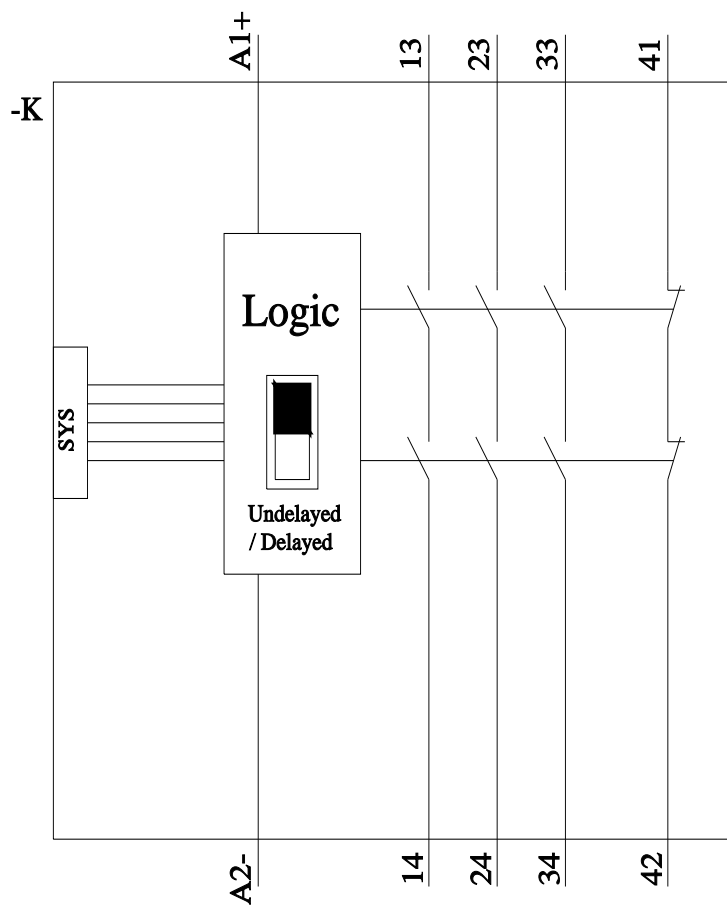 A1+
13
23
33
41
-K
Logic
SYS
Undelayed
/ Delayed
A2-
14
24
34
42